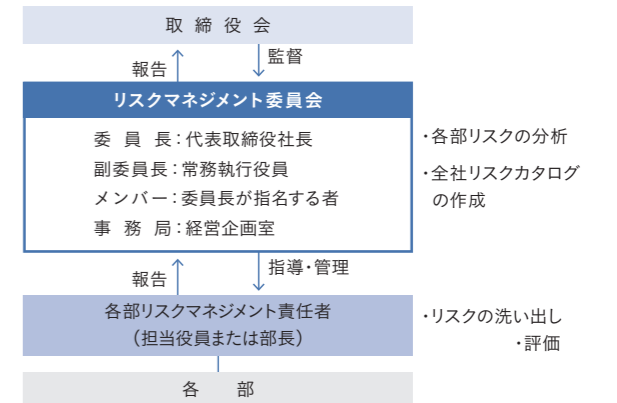 取締役会
報告
監督
リスクマネジメント委員会
委員長：代表取締役社長
副委員長：常務執行役員
メンバー：委員長が指名する者
事務局：経営企画室
・各部リスクの分析
・全社リスクカタログ
の作成
報告
指導・管理
各部リスクマネジメント責任者
（担当役員または部長）
・リスクの洗い出し
・評価
各部